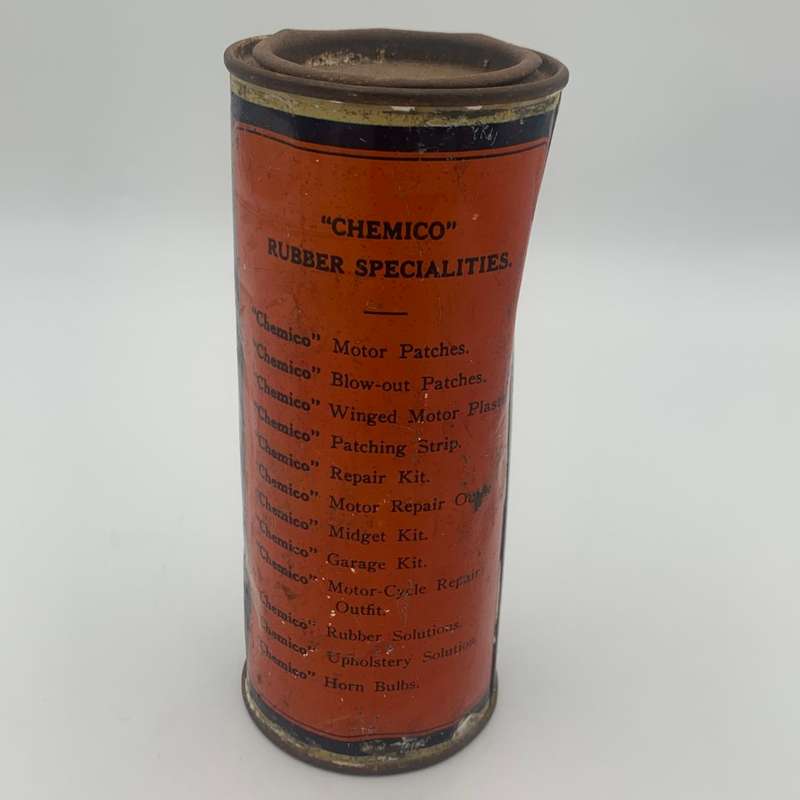 "CHEMICO"
RUBBER SPECIALITIES.
"Chemico" Motor Patches.
"Chemico" Blow-out Patches.
"Chemico" Winged Motor
"Chemico" Patching Strip.
"Chemico" Repair Kit.
"Chemico" Motor Repair
"Chemico" Midget Kit.
"Chemico" Garage Kit.
"Chemico" Motor-Cycle Repair
Outfit.
"Chemico" Rubber Solutions.
"Chemico" Upholstery Solution
"Chemico" Horn Bulbs.